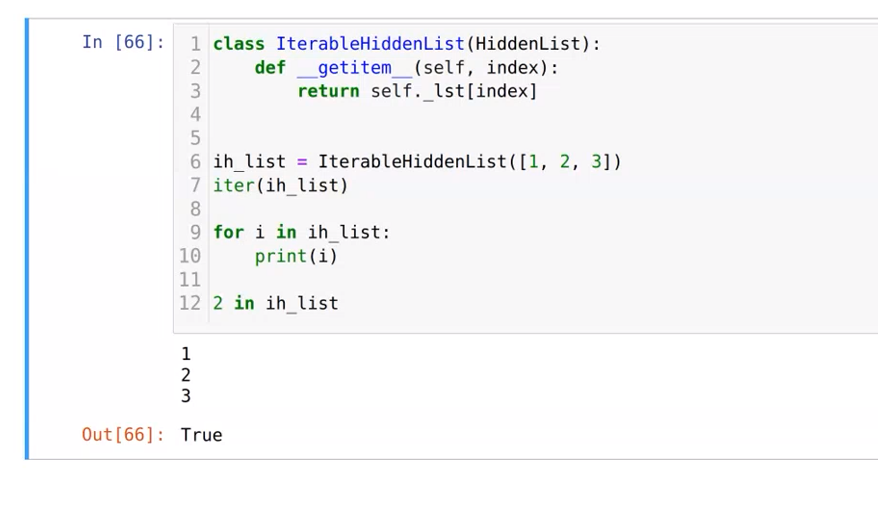 In [66]:
1 class IterableHiddenList(HiddenList):
2     def __getitem__(self, index):
3         return self._lst[index]
4
5
6 ih_list = IterableHiddenList([1, 2, 3])
7 iter(ih_list)
8
9 for i in ih_list:
10     print(i)
11
12 2 in ih_list
1
2
3
Out[66]: True